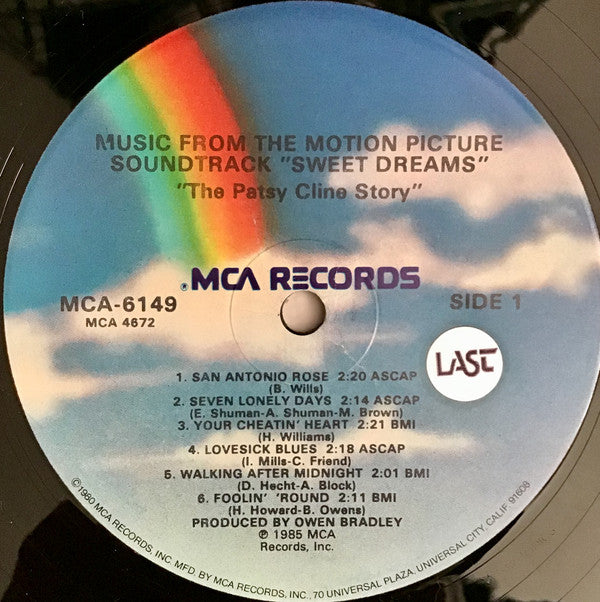 MUSIC FROM THE MOTION PICTURE
SOUNDTRACK "SWEET DREAMS"
"The Patsy Cline Story"
®MCA RECORDS
MCA-6149
MCA 4672
SIDE 1
LAST
1. SAN ANTONIO ROSE 2:20 ASCAP
(B. Wills)
2. SEVEN LONELY DAYS 2:14 ASCAP
(E. Shuman-A. Shuman-M. Brown)
3. YOUR CHEATIN' HEART 2:21 BMI
(H. Williams)
4. LOVESICK BLUES 2:18 ASCAP
(I. Mills-C. Friend)
5. WALKING AFTER MIDNIGHT 2:01 BMI
(D. Hecht-A. Block)
6. FOOLIN' 'ROUND 2:11 BMI
(H. Howard-B. Owens)
PRODUCED BY OWEN BRADLEY
℗ 1985 MCA
Records, Inc.
©1980 MCA RECORDS, INC. MFD. BY MCA RECORDS, INC., 70 UNIVERSAL PLAZA, UNIVERSAL CITY, CALIF. 91608